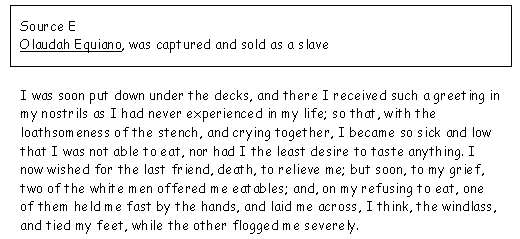 Source E
Olaudah Equiano, was captured and sold as a slave
I was soon put down under the decks, and there I received such a greeting in
my nostrils as I had never experienced in my life; so that, with the
loathsomeness of the stench, and crying together, I became so sick and low
that I was not able to eat, nor had I the least desire to taste anything. I
now wished for the last friend, death, to relieve me; but soon, to my grief,
two of the white men offered me eatables; and, on my refusing to eat, one
of them held me fast by the hands, and laid me across, I think, the windlass,
and tied my feet, while the other flogged me severely.